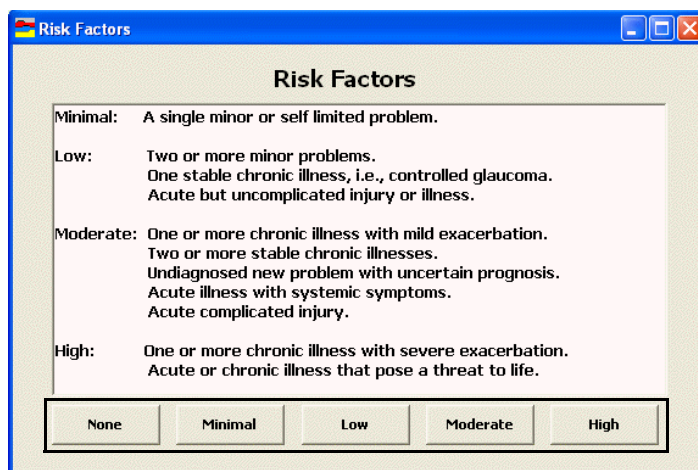 Risk Factors
Risk Factors
Minimal: A single minor or self limited problem.
Low: Two or more minor problems.
One stable chronic illness, i.e., controlled glaucoma.
Acute but uncomplicated injury or illness.
Moderate: One or more chronic illness with mild exacerbation.
Two or more stable chronic illnesses.
Undiagnosed new problem with uncertain prognosis.
Acute illness with systemic symptoms.
Acute complicated injury.
High: One or more chronic illness with severe exacerbation.
Acute or chronic illness that pose a threat to life.
None Minimal Low Moderate High